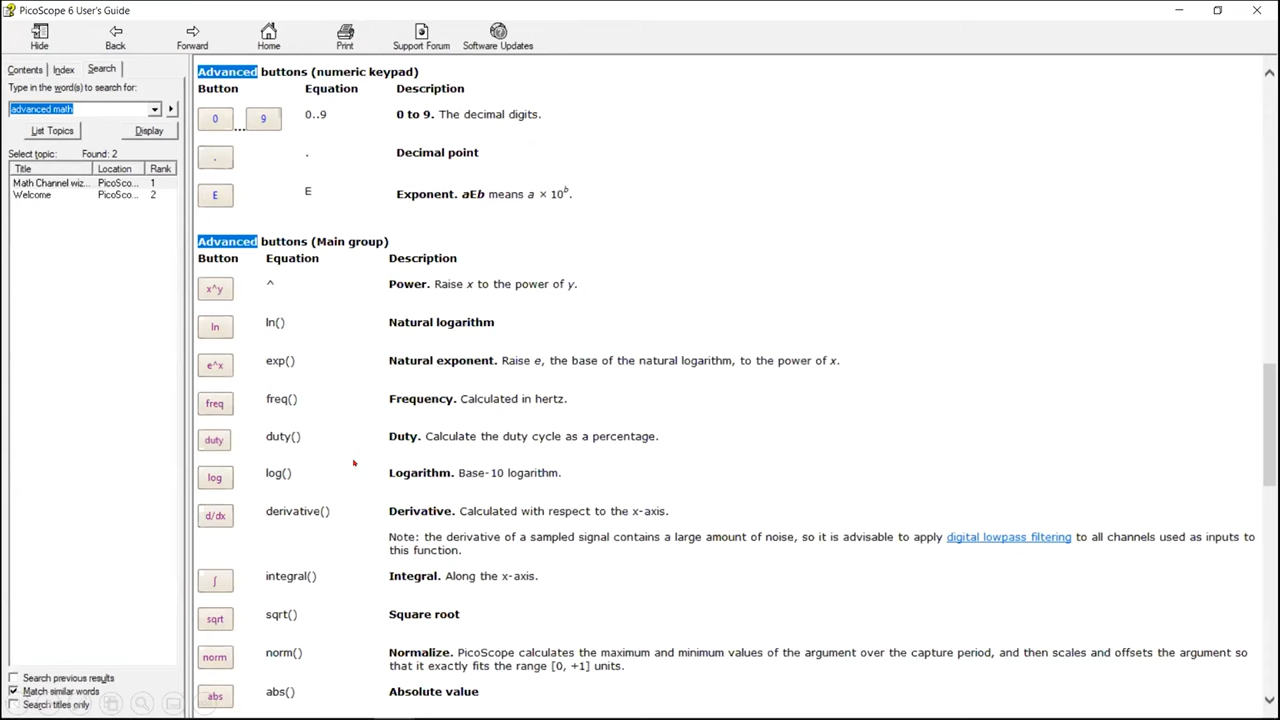 PicoScope 6 User's Guide
Hide Back Forward Home Print Support Forum Software Updates
Contents Index Search
Type in the word(s) to search for:
advanced math
List Topics Display
Select topic: Found: 2
Title Location Rank
Math Channel wiz... PicoSco... 1
Welcome PicoSco... 2
Search previous results
Match similar words
Search titles only
Advanced buttons (numeric keypad)
Button Equation Description
0 ... 9 0..9 0 to 9. The decimal digits.
. . Decimal point
E E Exponent. aEb means a × 10^b.
Advanced buttons (Main group)
Button Equation Description
x^y ^ Power. Raise x to the power of y.
ln ln() Natural logarithm
e^x exp() Natural exponent. Raise e, the base of the natural logarithm, to the power of x.
freq freq() Frequency. Calculated in hertz.
duty duty() Duty. Calculate the duty cycle as a percentage.
log log() Logarithm. Base-10 logarithm.
d/dx derivative() Derivative. Calculated with respect to the x-axis.
Note: the derivative of a sampled signal contains a large amount of noise, so it is advisable to apply digital lowpass filtering to all channels used as inputs to
this function.
∫ integral() Integral. Along the x-axis.
sqrt sqrt() Square root
norm norm() Normalize. PicoScope calculates the maximum and minimum values of the argument over the capture period, and then scales and offsets the argument so
that it exactly fits the range [0, +1] units.
abs abs() Absolute value